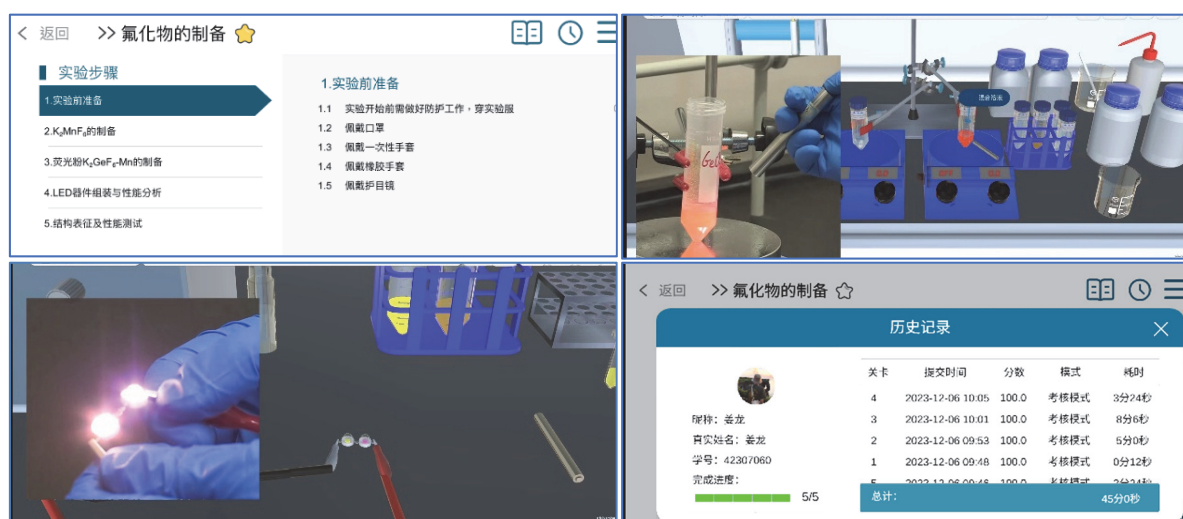 返回 >> 氟化物的制备
实验步骤
1.实验前准备
2.K₂MnF₆的制备
3.荧光粉K₂GeF₆-Mn的制备
4.LED器件组装与性能分析
5.结构表征及性能测试
1.实验前准备
1.1 实验开始前需做好防护工作，穿实验服
1.2 佩戴口罩
1.3 佩戴一次性手套
1.4 佩戴橡胶手套
1.5 佩戴护目镜
返回 >> 氟化物的制备
历史记录
昵称：姜龙
真实姓名：姜龙
学号：42307060
完成进度：
5/5
关卡 提交时间 分数 模式 耗时
4 2023-12-06 10:05 100.0 考核模式 3分24秒
3 2023-12-06 10:01 100.0 考核模式 8分6秒
2 2023-12-06 09:53 100.0 考核模式 5分0秒
1 2023-12-06 09:48 100.0 考核模式 0分12秒
总计： 45分0秒